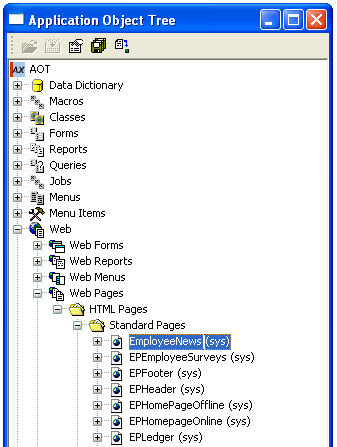 Application Object Tree
AX AOT
Data Dictionary
Macros
Classes
Forms
Reports
Queries
Jobs
Menus
Menu Items
Web
Web Forms
Web Reports
Web Menus
Web Pages
HTML Pages
Standard Pages
EmployeeNews (sys)
EPEmployeeSurveys (sys)
EPFooter (sys)
EPHeader (sys)
EPHomePageOffline (sys)
EPHomepageOnline (sys)
EPLedger (sys)